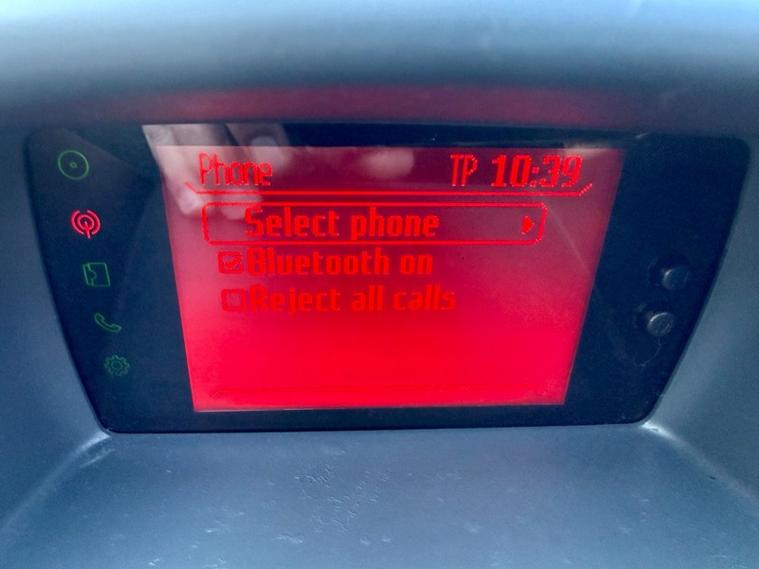 Phone TP 10:39
Select phone
Bluetooth on
Reject all calls